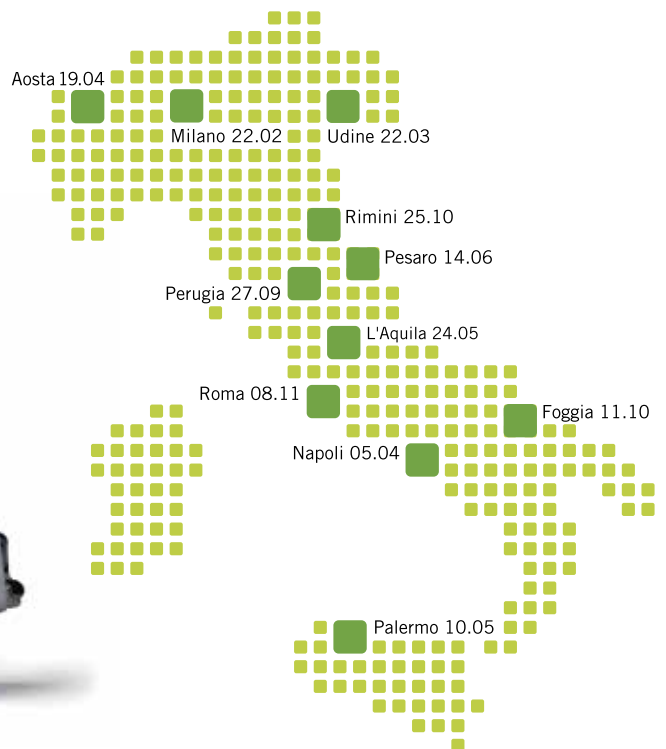 Aosta 19.04
Milano 22.02
Udine 22.03
Rimini 25.10
Pesaro 14.06
Perugia 27.09
L'Aquila 24.05
Roma 08.11
Foggia 11.10
Napoli 05.04
Palermo 10.05